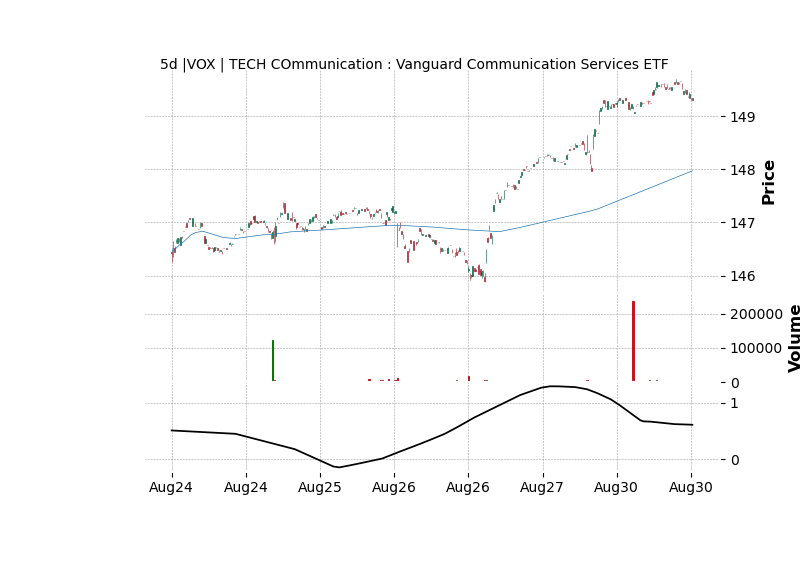 5d |VOX | TECH COmmunication : Vanguard Communication Services ETF
149
148
147
146
Price
200000
100000
0
Volume
1
0
Aug24 Aug24 Aug25 Aug26 Aug26 Aug27 Aug30 Aug30